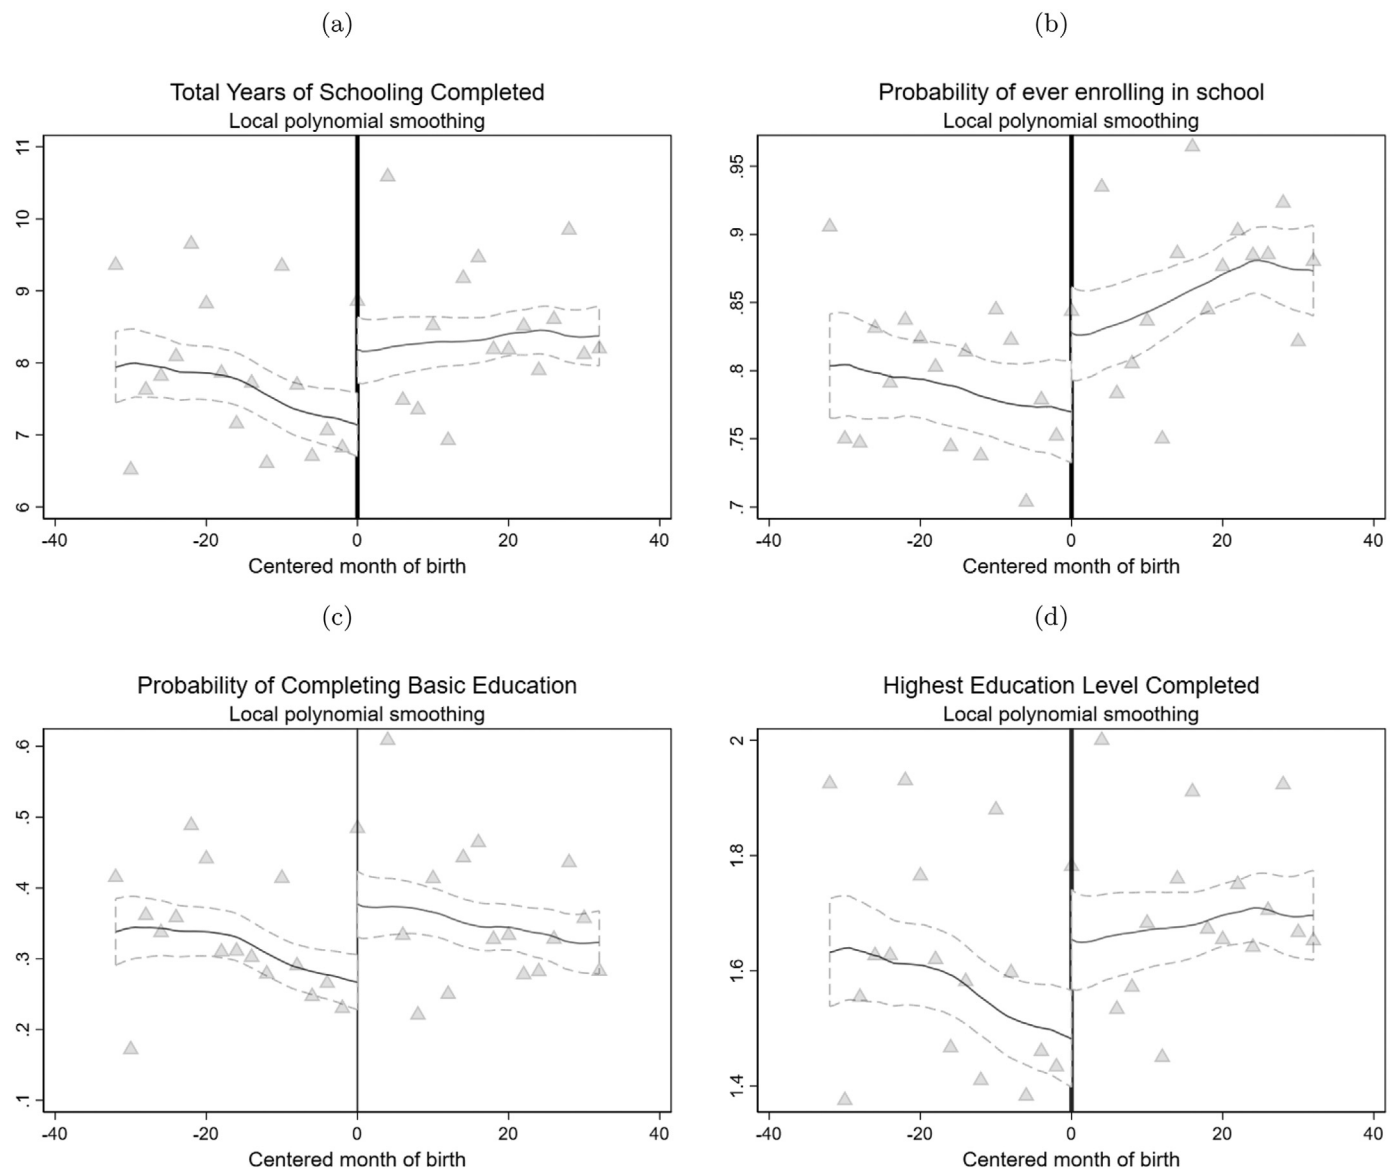 (a)
Total Years of Schooling Completed
Local polynomial smoothing
11
10
9
8
7
6
-40 -20 0 20 40
Centered month of birth
(b)
Probability of ever enrolling in school
Local polynomial smoothing
.95
.9
.85
.8
.75
.7
-40 -20 0 20 40
Centered month of birth
(c)
Probability of Completing Basic Education
Local polynomial smoothing
.6
.5
.4
.3
.2
.1
-40 -20 0 20 40
Centered month of birth
(d)
Highest Education Level Completed
Local polynomial smoothing
2
1.8
1.6
1.4
-40 -20 0 20 40
Centered month of birth